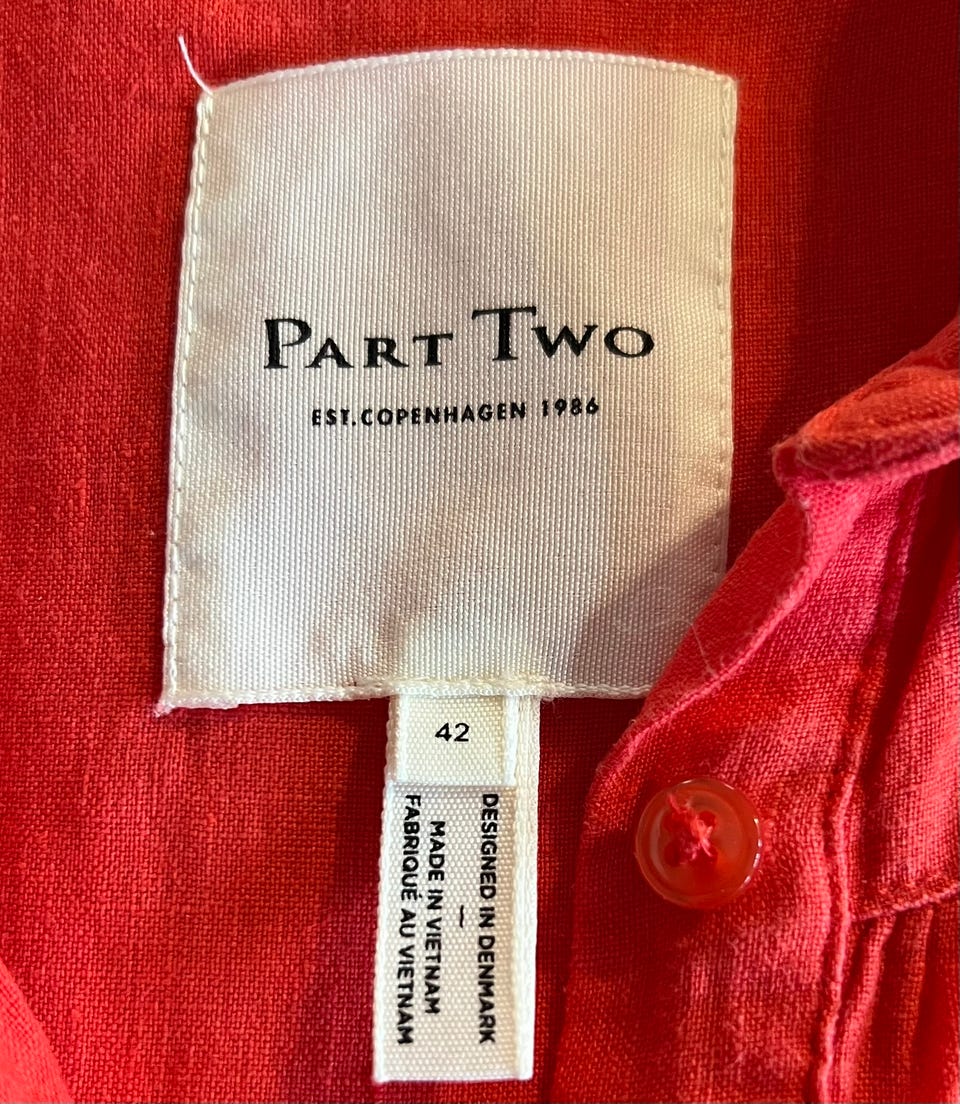 PART TWO
EST.COPENHAGEN 1986
42
DESIGNED IN DENMARK
–
MADE IN VIETNAM
FABRIQUÉ AU VIETNAM